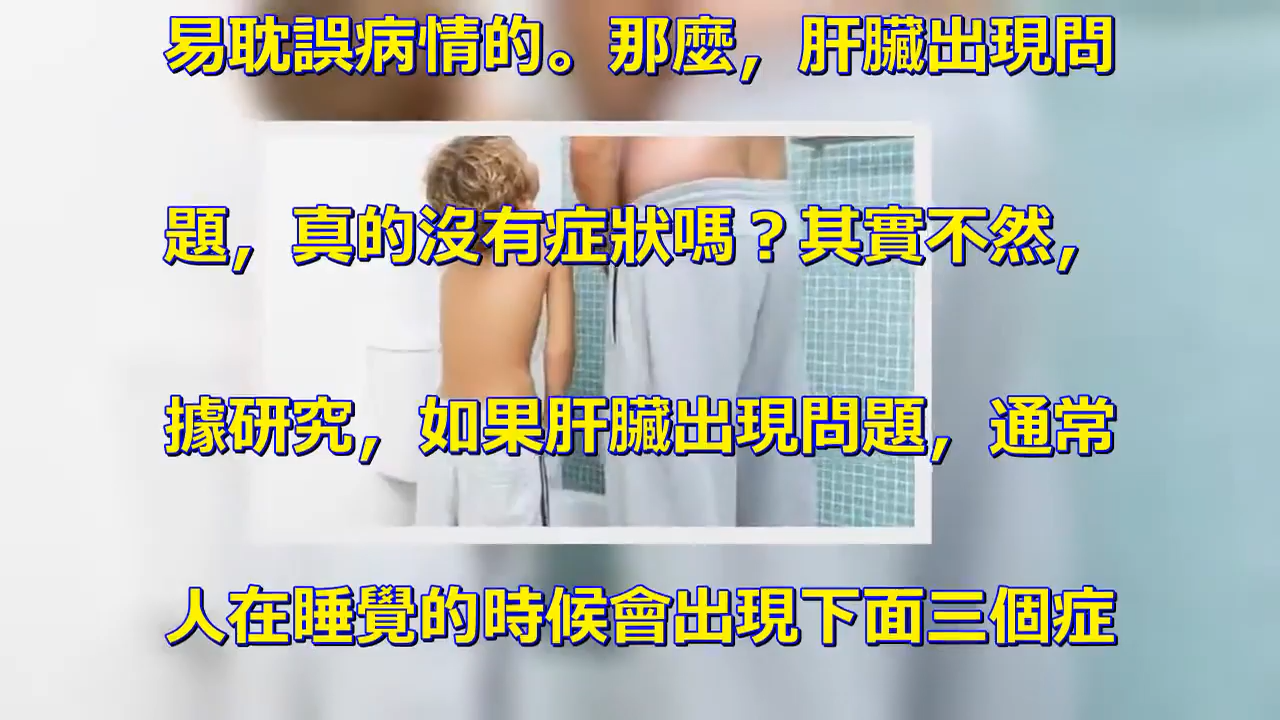 易耽誤病情的。那麼，肝臟出現問
題，真的沒有症狀嗎？其實不然，
據研究，如果肝臟出現問題，通常
人在睡覺的時候會出現下面三個症